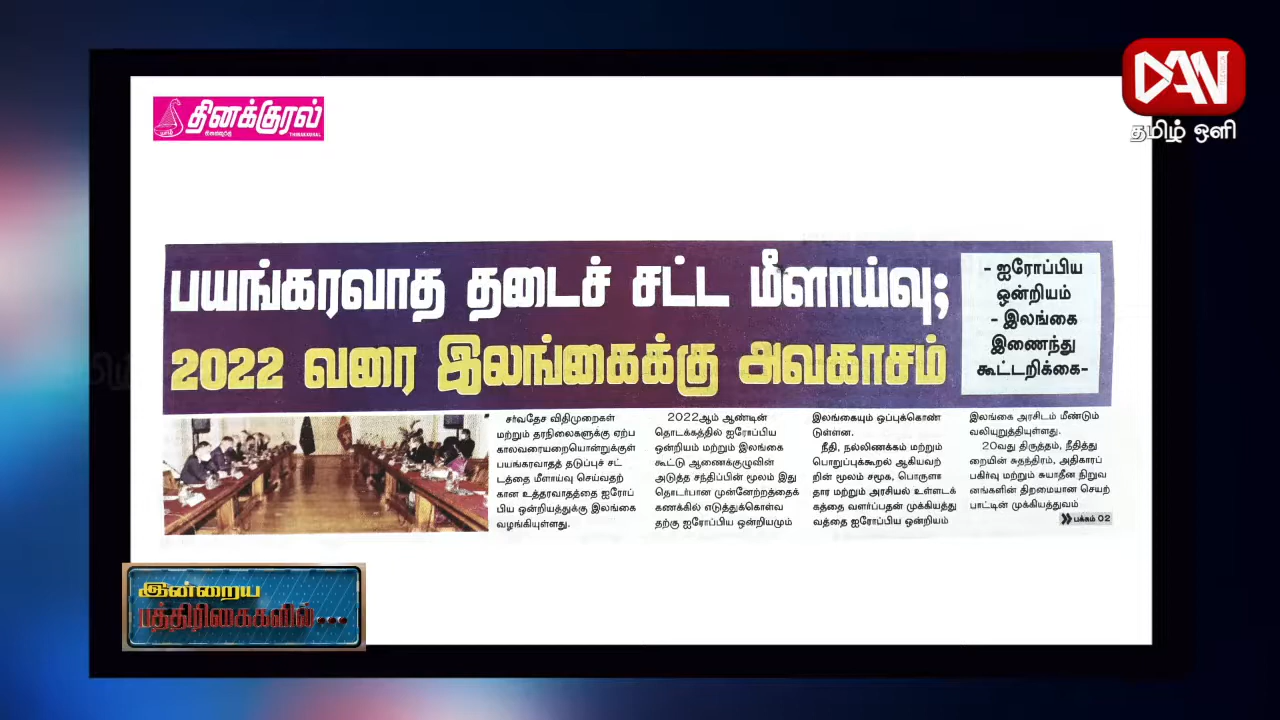 DAN
தமிழ் ஒளி
தினக்குரல்
THINAKKURAL
பயங்கரவாத தடைச் சட்ட மீளாய்வு;
2022 வரை இலங்கைக்கு அவகாசம்
- ஐரோப்பிய
ஒன்றியம்
- இலங்கை
இணைந்து
கூட்டறிக்கை-
சர்வதேச விதிமுறைகள்
மற்றும் தரநிலைகளுக்கு ஏற்ப
காலவரையறையொன்றுக்குள்
பயங்கரவாதத் தடுப்புச் சட்
டத்தை மீளாய்வு செய்வதற்
கான உத்தரவாதத்தை ஐரோப்
பிய ஒன்றியத்துக்கு இலங்கை
வழங்கியுள்ளது.
2022ஆம் ஆண்டின்
தொடக்கத்தில் ஐரோப்பிய
ஒன்றியம் மற்றும் இலங்கை
கூட்டு ஆணைக்குழுவின்
அடுத்த சந்திப்பின் மூலம் இது
தொடர்பான முன்னேற்றத்தைக்
கணக்கில் எடுத்துக்கொள்வ
தற்கு ஐரோப்பிய ஒன்றியமும்
இலங்கையும் ஒப்புக்கொண்
டுள்ளன.
நீதி, நல்லிணக்கம் மற்றும்
பொறுப்புக்கூறல் ஆகியவற்
றின் மூலம் சமூக, பொருளா
தார மற்றும் அரசியல் உள்ளடக்
கத்தை வளர்ப்பதன் முக்கியத்து
வத்தை ஐரோப்பிய ஒன்றியம்
இலங்கை அரசிடம் மீண்டும்
வலியுறுத்தியுள்ளது.
20வது திருத்தம், நீதித்து
றையின் சுதந்திரம், அதிகாரப்
பகிர்வு மற்றும் சுயாதீன நிறுவ
னங்களின் திறமையான செயற்
பாட்டின் முக்கியத்துவம்
பக்கம் 02
இன்றைய
பத்திரிகைகளில்...